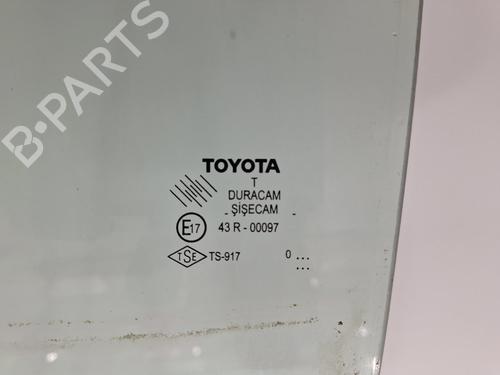 B-PARTS
TOYOTA
T
DURACAM
- ŞİŞECAM -
E17 43 R - 00097
TSE TS-917 0 ...
...